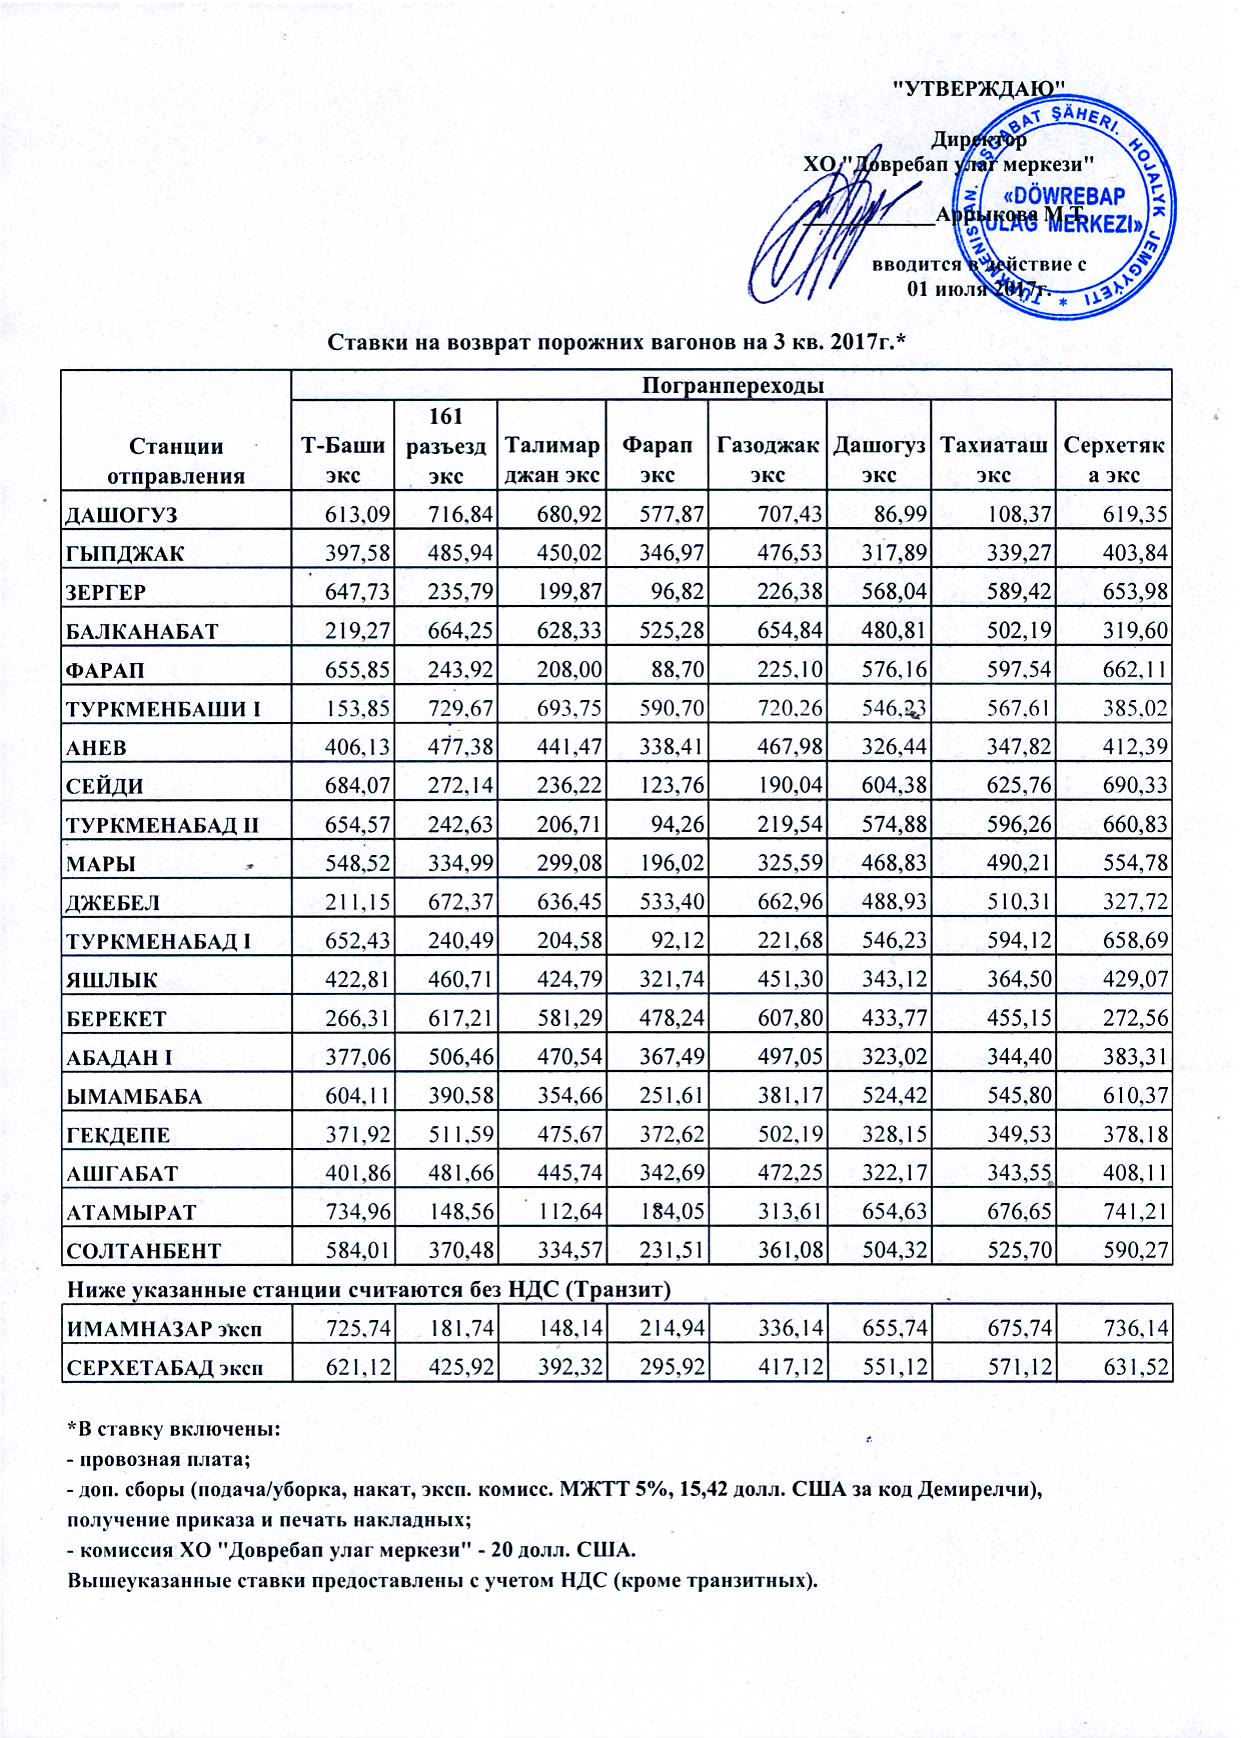 "УТВЕРЖДАЮ"
Директор
ХО "Довребап улаг меркези"
____________Аррыкова М.Т.
вводится в действие с
01 июля 2017г.
TÜRKMENISTAN. AŞGABAT ŞÄHERI. HOJALYK JEMGYÝETI *
«DÖWREBAP
ULAG MERKEZI»
Ставки на возврат порожних вагонов на 3 кв. 2017г.*
Станции отправления Погранпереходы
Т-Баши экс 161 разъезд экс Талимар джан экс Фарап экс Газоджак экс Дашогуз экс Тахиаташ экс Серхетяк а экс
ДАШОГУЗ 613,09 716,84 680,92 577,87 707,43 86,99 108,37 619,35
ГЫПДЖАК 397,58 485,94 450,02 346,97 476,53 317,89 339,27 403,84
ЗЕРГЕР 647,73 235,79 199,87 96,82 226,38 568,04 589,42 653,98
БАЛКАНАБАТ 219,27 664,25 628,33 525,28 654,84 480,81 502,19 319,60
ФАРАП 655,85 243,92 208,00 88,70 225,10 576,16 597,54 662,11
ТУРКМЕНБАШИ I 153,85 729,67 693,75 590,70 720,26 546,23 567,61 385,02
АНЕВ 406,13 477,38 441,47 338,41 467,98 326,44 347,82 412,39
СЕЙДИ 684,07 272,14 236,22 123,76 190,04 604,38 625,76 690,33
ТУРКМЕНАБАД II 654,57 242,63 206,71 94,26 219,54 574,88 596,26 660,83
МАРЫ 548,52 334,99 299,08 196,02 325,59 468,83 490,21 554,78
ДЖЕБЕЛ 211,15 672,37 636,45 533,40 662,96 488,93 510,31 327,72
ТУРКМЕНАБАД I 652,43 240,49 204,58 92,12 221,68 546,23 594,12 658,69
ЯШЛЫК 422,81 460,71 424,79 321,74 451,30 343,12 364,50 429,07
БЕРЕКЕТ 266,31 617,21 581,29 478,24 607,80 433,77 455,15 272,56
АБАДАН I 377,06 506,46 470,54 367,49 497,05 323,02 344,40 383,31
ЫМАМБАБА 604,11 390,58 354,66 251,61 381,17 524,42 545,80 610,37
ГЕКДЕПЕ 371,92 511,59 475,67 372,62 502,19 328,15 349,53 378,18
АШГАБАТ 401,86 481,66 445,74 342,69 472,25 322,17 343,55 408,11
АТАМЫРАТ 734,96 148,56 112,64 184,05 313,61 654,63 676,65 741,21
СОЛТАНБЕНТ 584,01 370,48 334,57 231,51 361,08 504,32 525,70 590,27
Ниже указанные станции считаются без НДС (Транзит)
ИМАМНАЗАР эксп 725,74 181,74 148,14 214,94 336,14 655,74 675,74 736,14
СЕРХЕТАБАД эксп 621,12 425,92 392,32 295,92 417,12 551,12 571,12 631,52
*В ставку включены:
- провозная плата;
- доп. сборы (подача/уборка, накат, эксп. комисс. МЖТТ 5%, 15,42 долл. США за код Демирелчи),
получение приказа и печать накладных;
- комиссия ХО "Довребап улаг меркези" - 20 долл. США.
Вышеуказанные ставки предоставлены с учетом НДС (кроме транзитных).